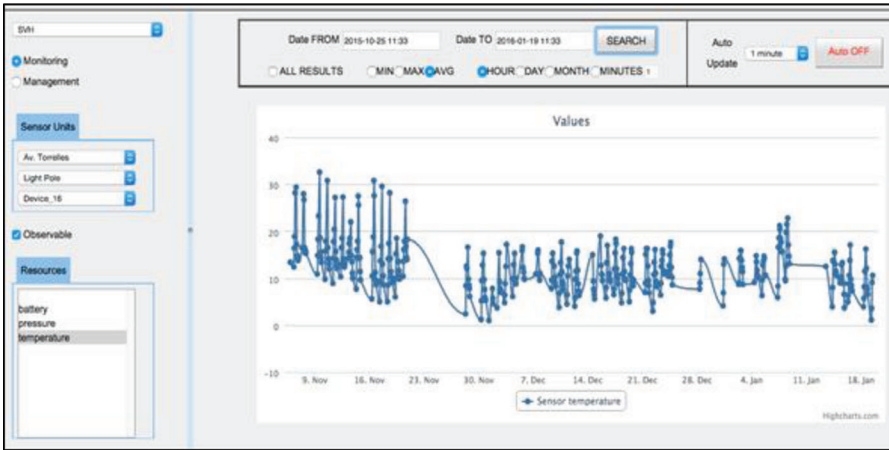 SVH
Monitoring
Management
Sensor Units
Av. Torrelles
Light Pole
Device_16
Observable
Resources
battery
pressure
temperature
Date FROM 2015-10-25 11:33 Date TO 2016-01-19 11:33 SEARCH
ALL RESULTS MIN MAX AVG HOUR DAY MONTH MINUTES 1
Auto Update 1 minute Auto OFF
Values
40
30
20
10
0
-10
9. Nov 16. Nov 23. Nov 30. Nov 7. Dec 14. Dec 21. Dec 28. Dec 4. Jan 11. Jan 18. Jan
Sensor temperature
Highcharts.com